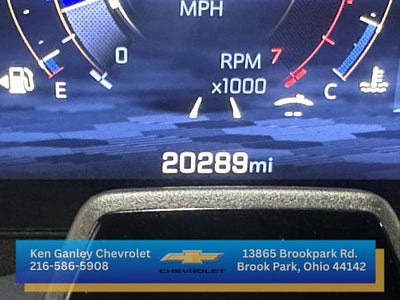 MPH
0
RPM
x1000
7
E
C
20289mi
Ken Ganley Chevrolet
216-586-5908
CHEVROLET
13865 Brookpark Rd.
Brook Park, Ohio 44142